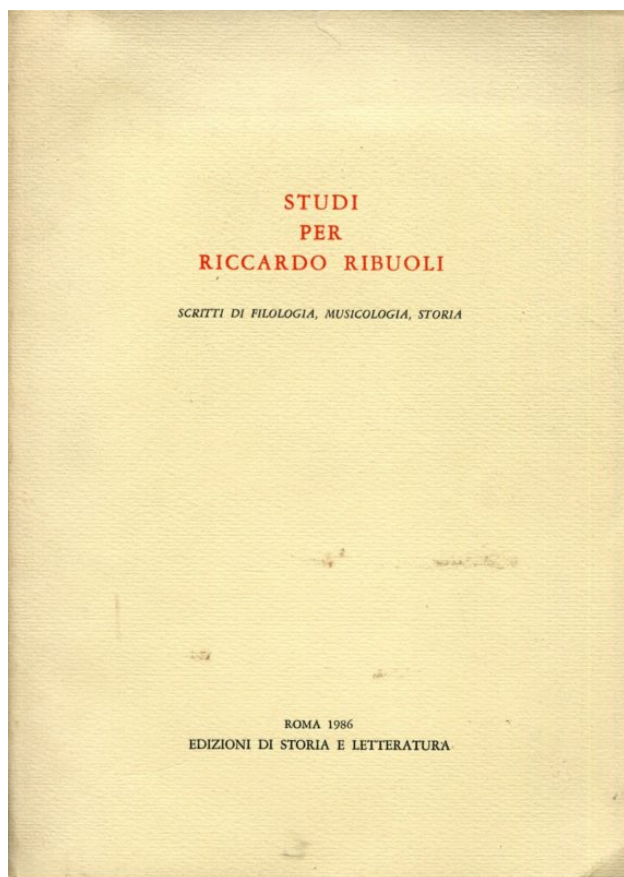 STUDI
PER
RICCARDO RIBUOLI
SCRITTI DI FILOLOGIA, MUSICOLOGIA, STORIA
ROMA 1986
EDIZIONI DI STORIA E LETTERATURA